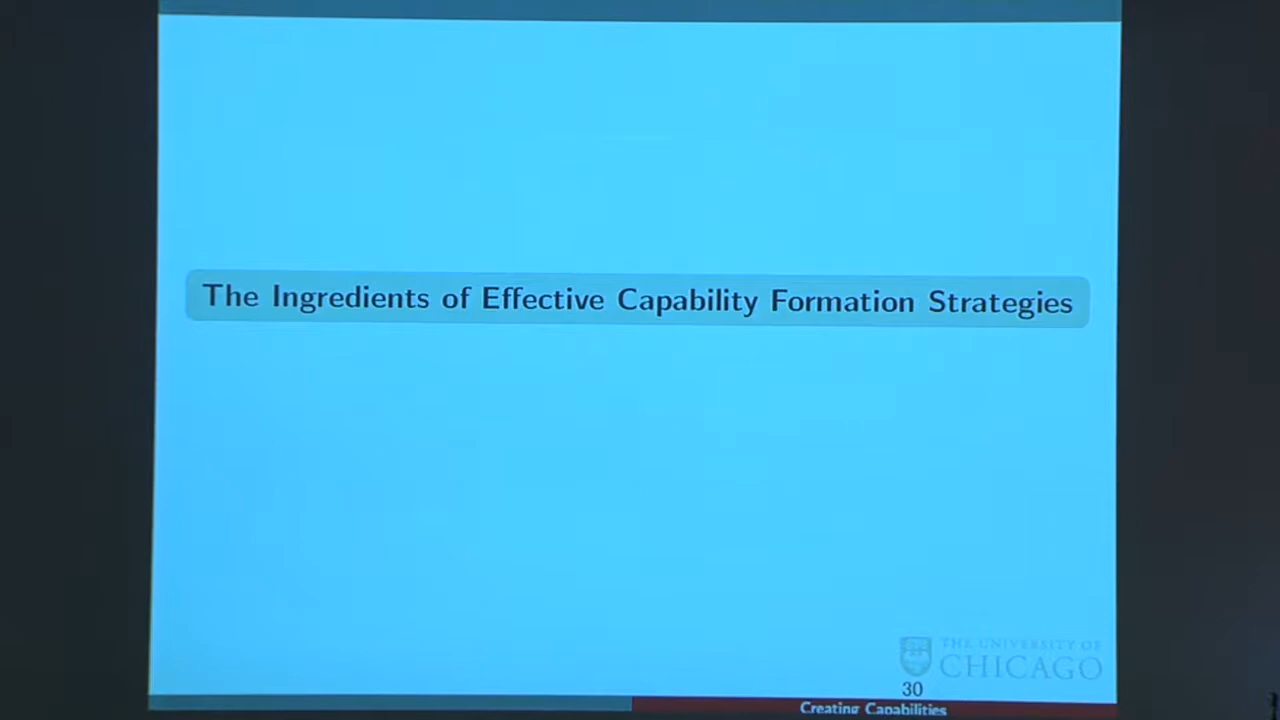 The Ingredients of Effective Capability Formation Strategies
THE UNIVERSITY OF
CHICAGO
30
Creating Capabilities